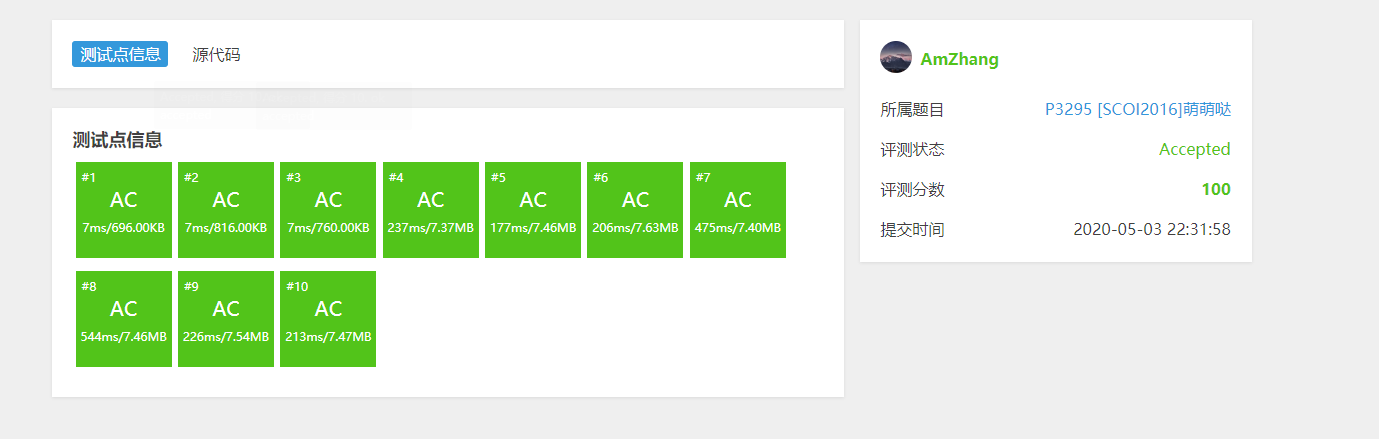 测试点信息 源代码
测试点信息
#1 #2 #3 #4 #5 #6 #7
AC AC AC AC AC AC AC
7ms/696.00KB 7ms/816.00KB 7ms/760.00KB 237ms/7.37MB 177ms/7.46MB 206ms/7.63MB 475ms/7.40MB
#8 #9 #10
AC AC AC
544ms/7.46MB 226ms/7.54MB 213ms/7.47MB
AmZhang
所属题目 P3295 [SCOI2016]萌萌哒
评测状态 Accepted
评测分数 100
提交时间 2020-05-03 22:31:58